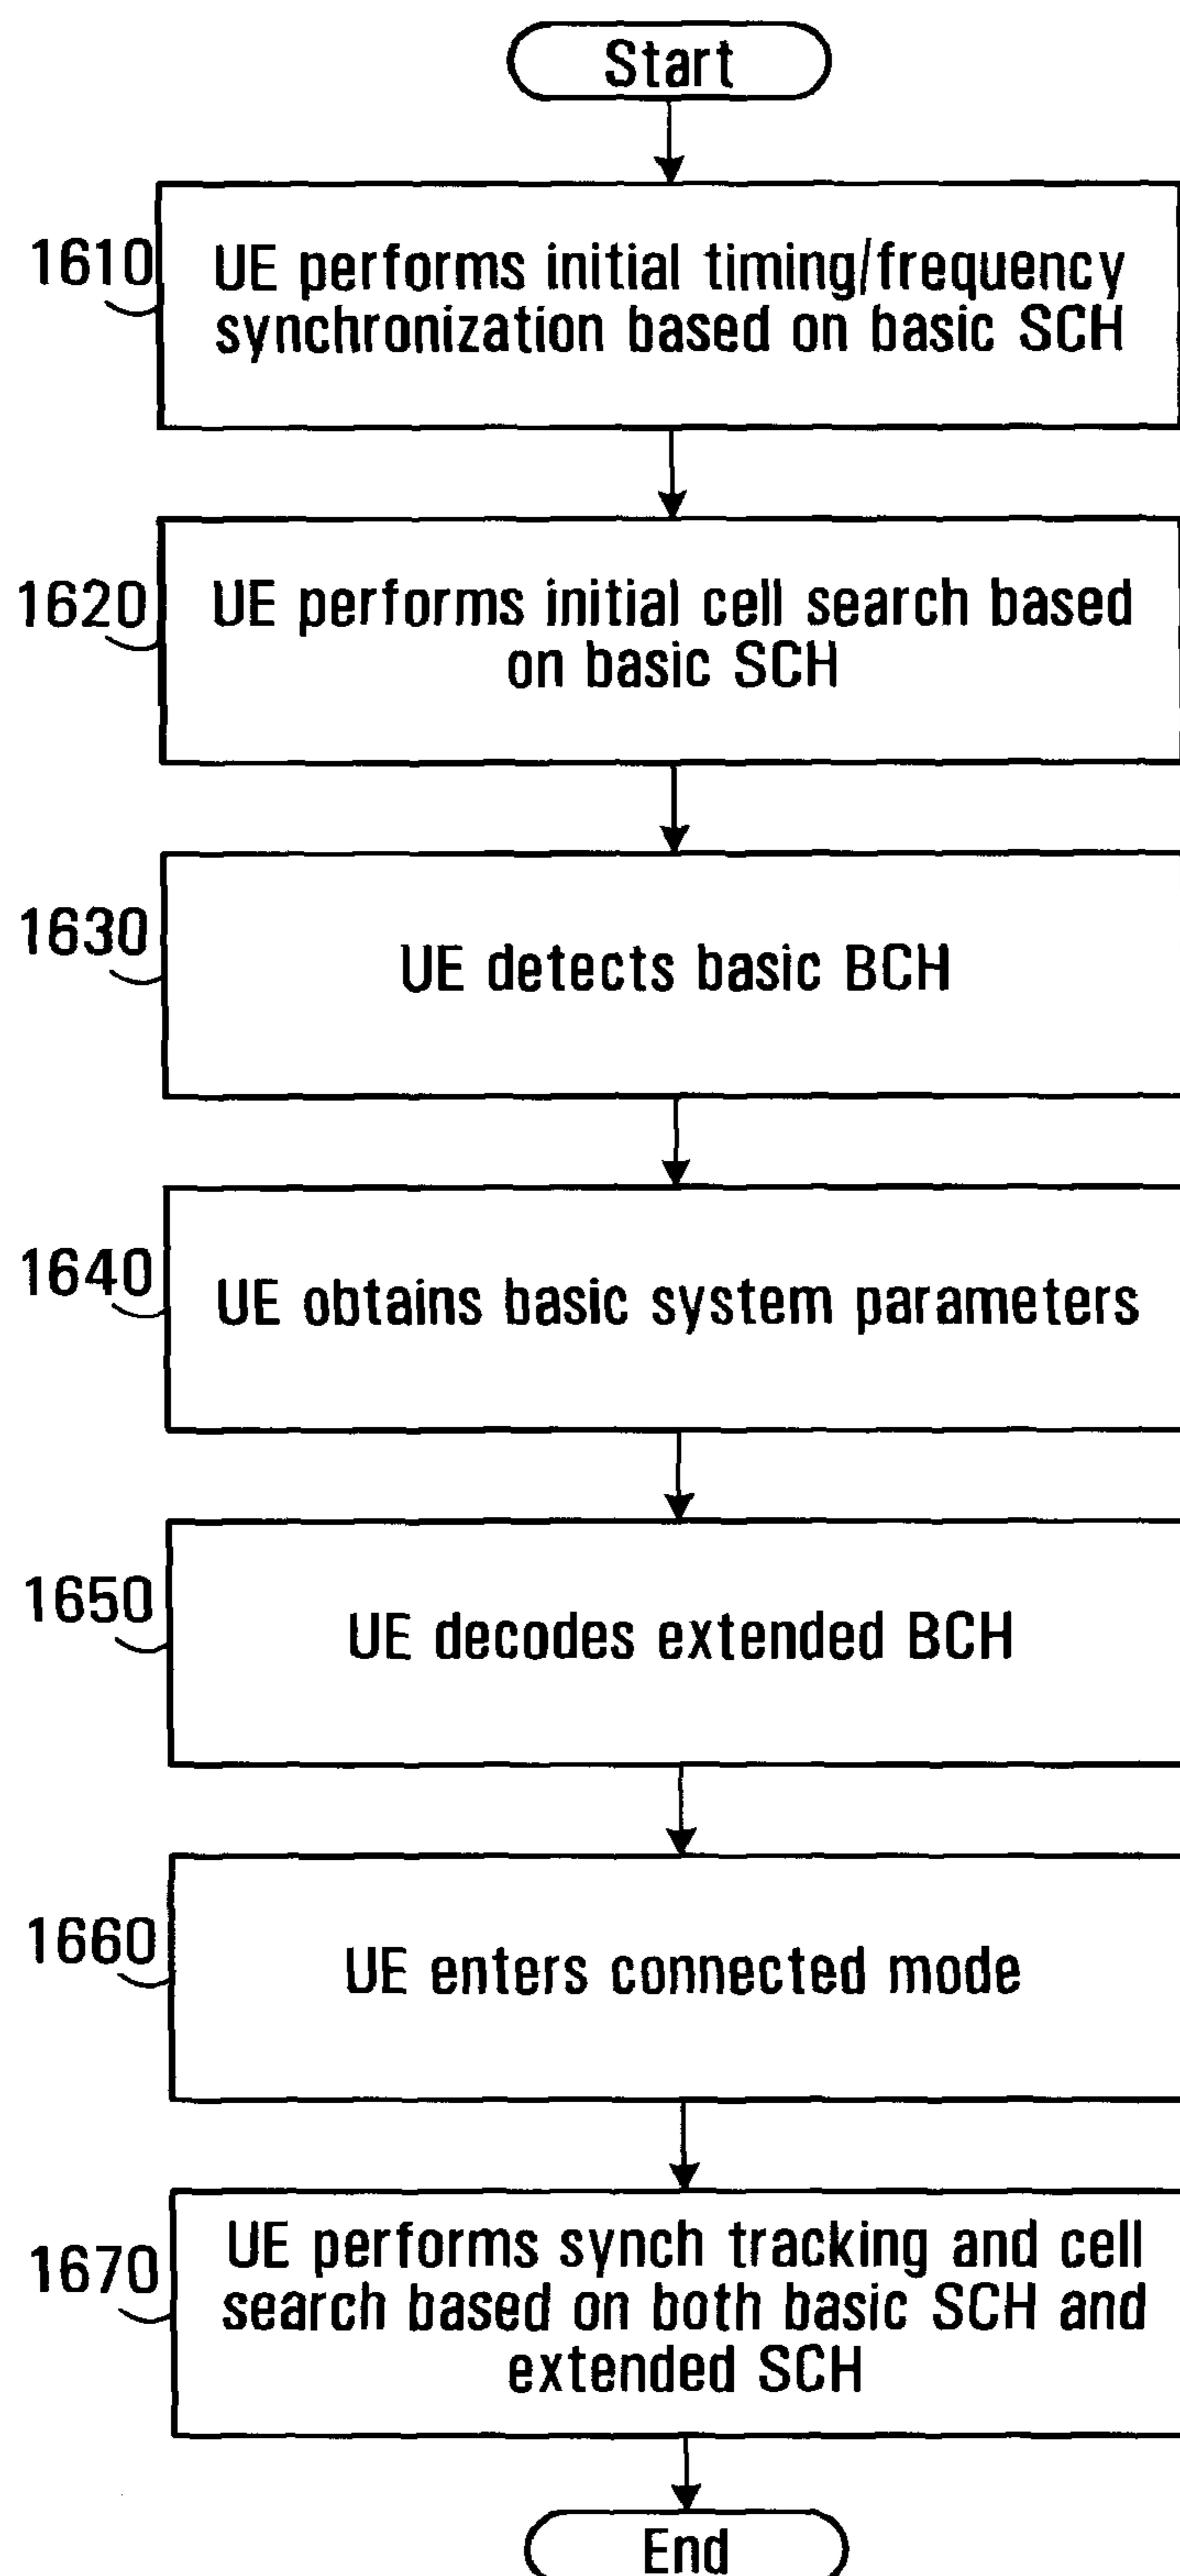 Start
1610
UE performs initial timing/frequency
synchronization based on basic SCH
1620
UE performs initial cell search based
on basic SCH
1630
UE detects basic BCH
1640
UE obtains basic system parameters
1650
UE decodes extended BCH
1660
UE enters connected mode
1670
UE performs synch tracking and cell
search based on both basic SCH and
extended SCH
End